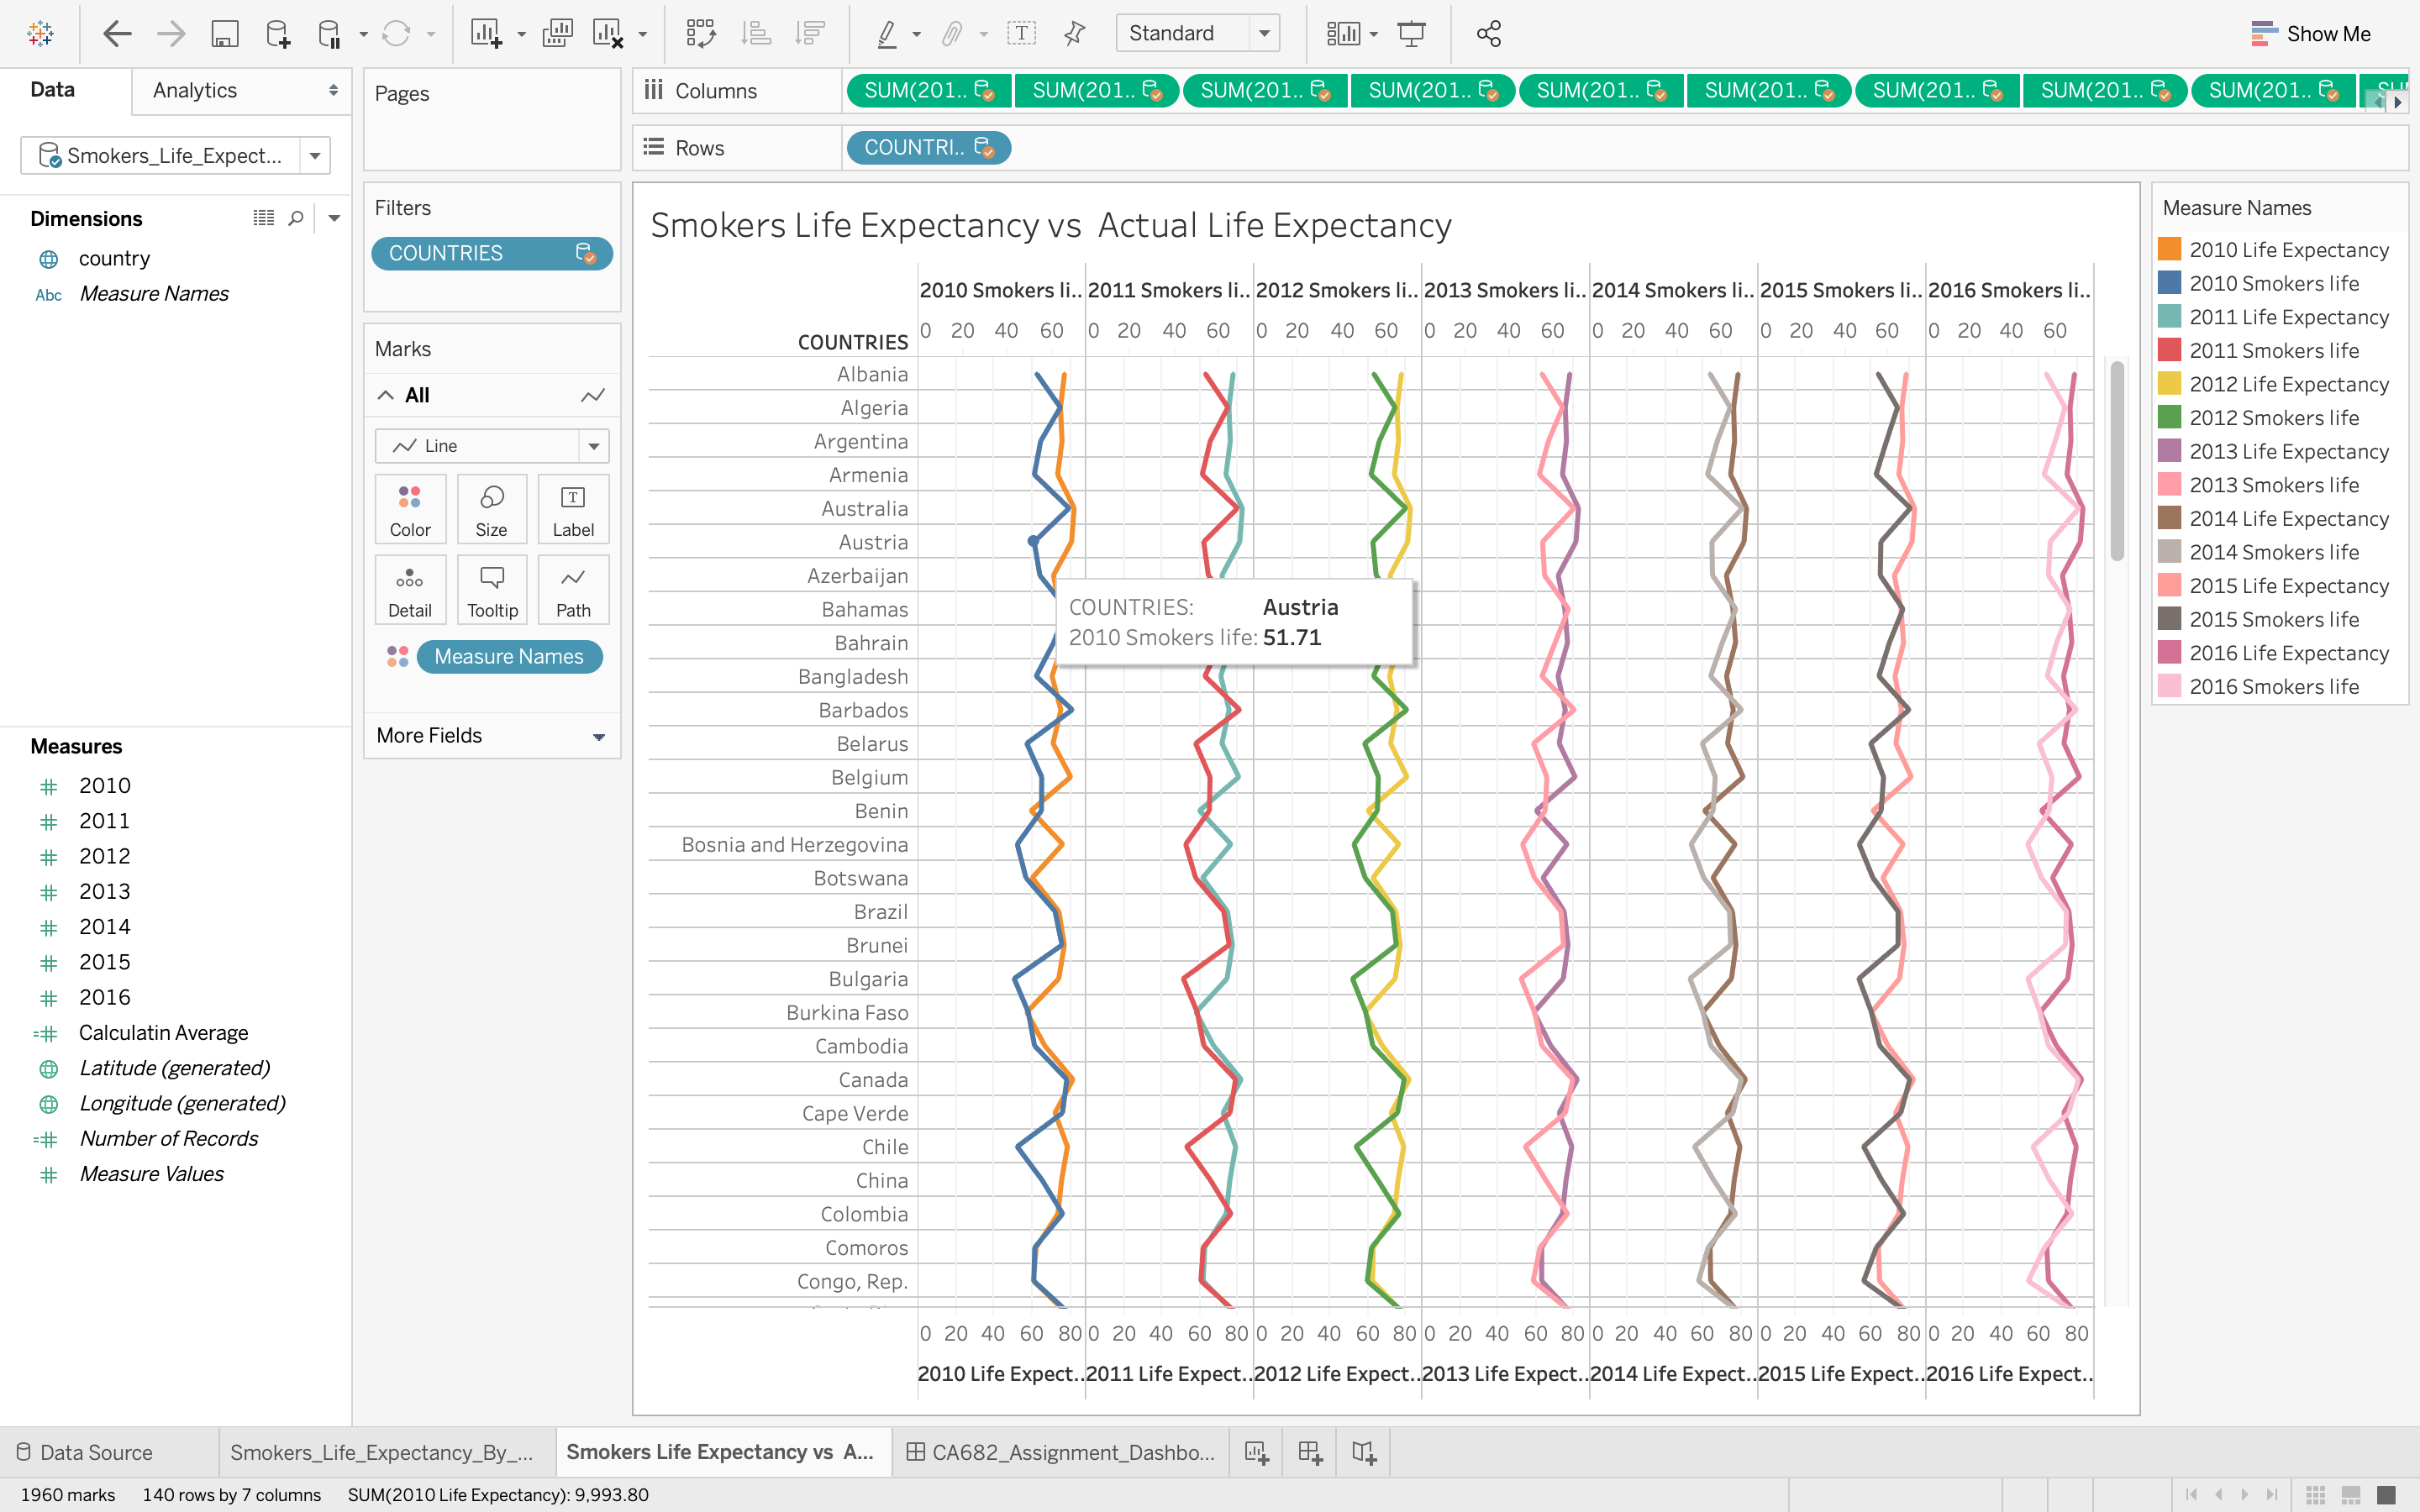 Standard
Show Me
Data
Analytics
Smokers_Life_Expect...
Dimensions
country
Abc Measure Names
Measures
2010
2011
2012
2013
2014
2015
2016
Calculatin Average
Latitude (generated)
Longitude (generated)
Number of Records
Measure Values
Pages
Filters
COUNTRIES
Marks
All
Line
Color Size Label
Detail Tooltip Path
Measure Names
More Fields
Columns SUM(201.. SUM(201.. SUM(201.. SUM(201.. SUM(201.. SUM(201.. SUM(201.. SUM(201.. SUM(201..
Rows COUNTRI..
Smokers Life Expectancy vs Actual Life Expectancy
2010 Smokers li.. 2011 Smokers li.. 2012 Smokers li.. 2013 Smokers li.. 2014 Smokers li.. 2015 Smokers li.. 2016 Smokers li..
0 20 40 60 0 20 40 60 0 20 40 60 0 20 40 60 0 20 40 60 0 20 40 60 0 20 40 60
COUNTRIES
Albania
Algeria
Argentina
Armenia
Australia
Austria
Azerbaijan
Bahamas
Bahrain
Bangladesh
Barbados
Belarus
Belgium
Benin
Bosnia and Herzegovina
Botswana
Brazil
Brunei
Bulgaria
Burkina Faso
Cambodia
Canada
Cape Verde
Chile
China
Colombia
Comoros
Congo, Rep.
COUNTRIES: Austria
2010 Smokers life: 51.71
0 20 40 60 80 0 20 40 60 80 0 20 40 60 80 0 20 40 60 80 0 20 40 60 80 0 20 40 60 80 0 20 40 60 80
2010 Life Expect.. 2011 Life Expect.. 2012 Life Expect.. 2013 Life Expect.. 2014 Life Expect.. 2015 Life Expect.. 2016 Life Expect..
Measure Names
2010 Life Expectancy
2010 Smokers life
2011 Life Expectancy
2011 Smokers life
2012 Life Expectancy
2012 Smokers life
2013 Life Expectancy
2013 Smokers life
2014 Life Expectancy
2014 Smokers life
2015 Life Expectancy
2015 Smokers life
2016 Life Expectancy
2016 Smokers life
Data Source
Smokers_Life_Expectancy_By_...
Smokers Life Expectancy vs A...
CA682_Assignment_Dashbo...
1960 marks 140 rows by 7 columns SUM(2010 Life Expectancy): 9,993.80